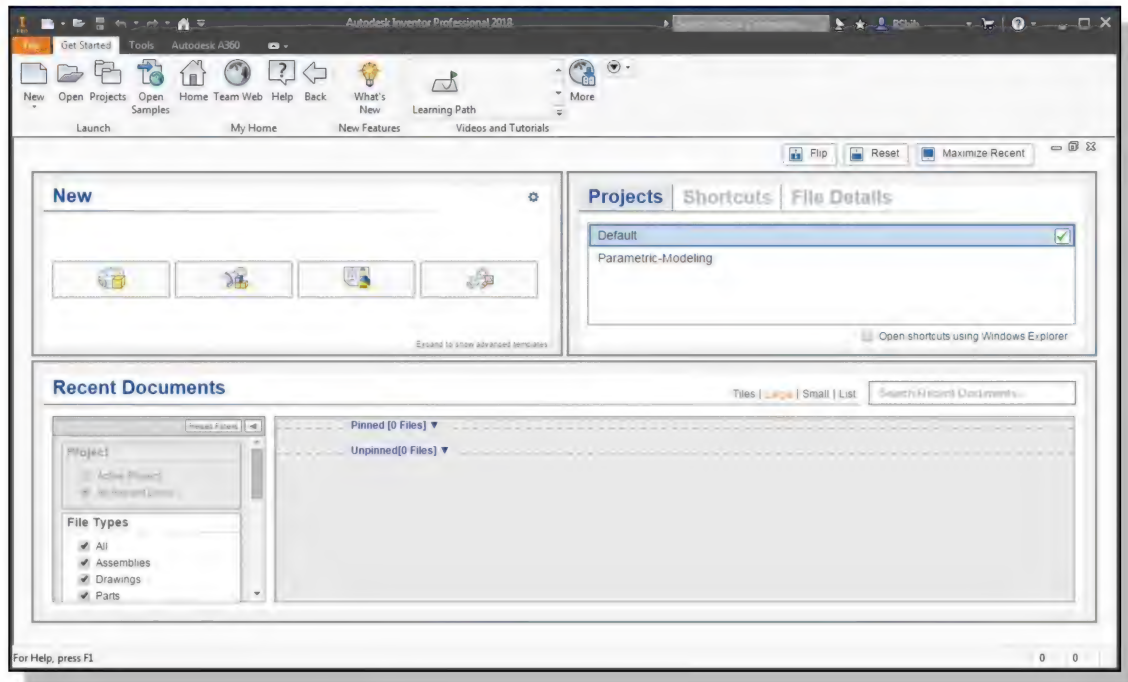 Autodesk Inventor Professional 2018
RShih
Get Started Tools Autodesk A360
New Open Projects Open Samples Home Team Web Help Back What's New Learning Path More
Launch My Home New Features Videos and Tutorials
Flip Reset Maximize Recent
New
Projects Shortcuts File Details
Default
Parametric-Modeling
Expand to show advanced templates
Open shortcuts using Windows Explorer
Recent Documents
Tiles | Large | Small | List Search Recent Documents...
Pinned [0 Files] ▼
Unpinned[0 Files] ▼
Project
Active Project
File Types
All
Assemblies
Drawings
Parts
For Help, press F1
0 0